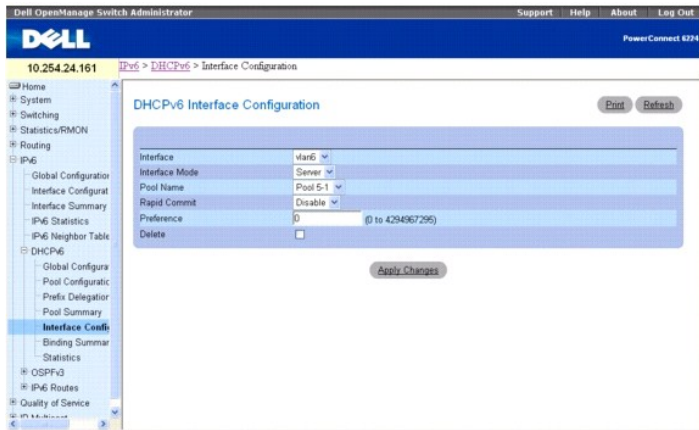 Dell OpenManage Switch Administrator Support Help About Log Out
DELL
PowerConnect 6224
10.254.24.161
IPv6 > DHCPv6 > Interface Configuration
Home
System
Switching
Statistics/RMON
Routing
IPv6
Global Configuration
Interface Configurat
Interface Summary
IPv6 Statistics
IPv6 Neighbor Table
DHCPv6
Global Configura
Pool Configuratic
Prefix Delegation
Pool Summary
Interface Confi
Binding Summar
Statistics
OSPFv3
IPv6 Routes
Quality of Service
IP Multicast
DHCPv6 Interface Configuration
Print Refresh
Interface vlan6
Interface Mode Server
Pool Name Pool 5-1
Rapid Commit Disable
Preference 0 (0 to 4294967295)
Delete
Apply Changes